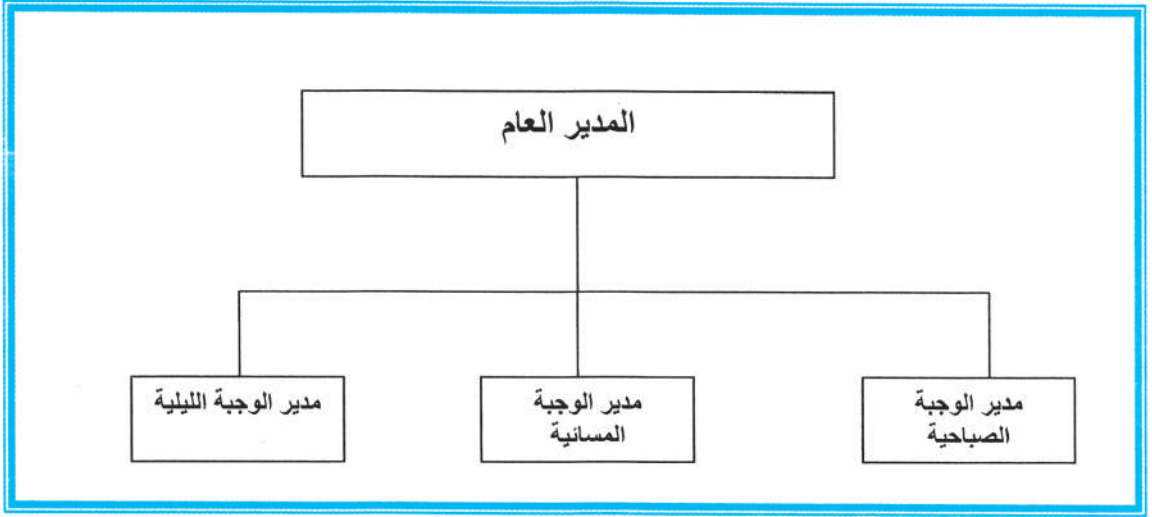 المدير العام
مدير الوجبة
الصباحية
مدير الوجبة
المسائية
مدير الوجبة الليلية